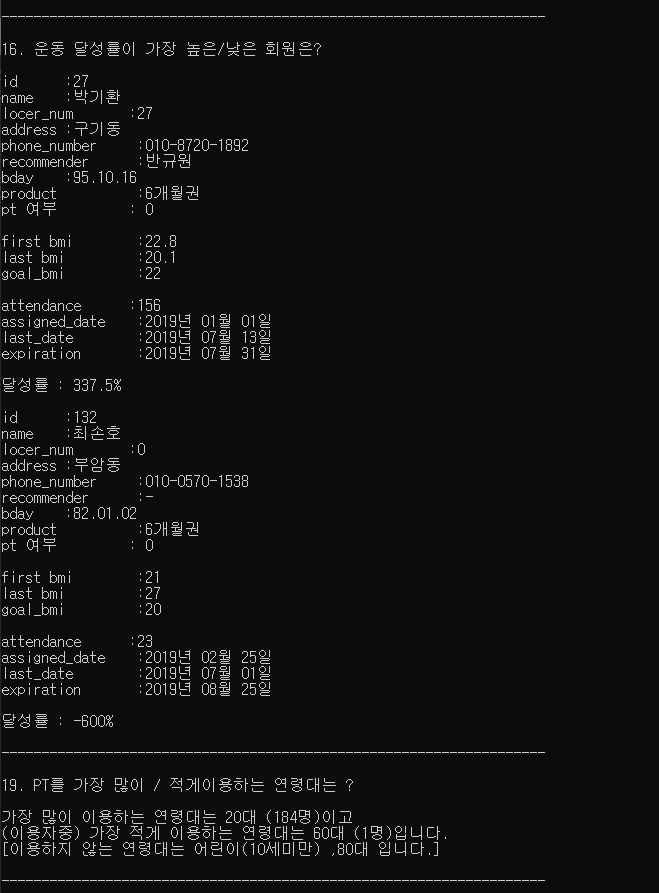 ------------------------------------------------------------
16. 운동 달성률이 가장 높은/낮은 회원은?
id :27
name :박기환
locer_num :27
address :구기동
phone_number :010-8720-1892
recommender :반규원
bday :95.10.16
product :6개월권
pt 여부 : O
first bmi :22.8
last bmi :20.1
goal_bmi :22
attendance :156
assigned_date :2019년 01월 01일
last_date :2019년 07월 13일
expiration :2019년 07월 31일
달성률 : 337.5%
id :132
name :최손호
locer_num :0
address :부암동
phone_number :010-0570-1538
recommender :-
bday :82.01.02
product :6개월권
pt 여부 : O
first bmi :21
last bmi :27
goal_bmi :20
attendance :23
assigned_date :2019년 02월 25일
last_date :2019년 07월 01일
expiration :2019년 08월 25일
달성률 : -600%
------------------------------------------------------------
19. PT를 가장 많이 / 적게이용하는 연령대는 ?
가장 많이 이용하는 연령대는 20대 (184명)이고
(이용자중) 가장 적게 이용하는 연령대는 60대 (1명)입니다.
[이용하지 않는 연령대는 어린이(10세미만) ,80대 입니다.]
------------------------------------------------------------